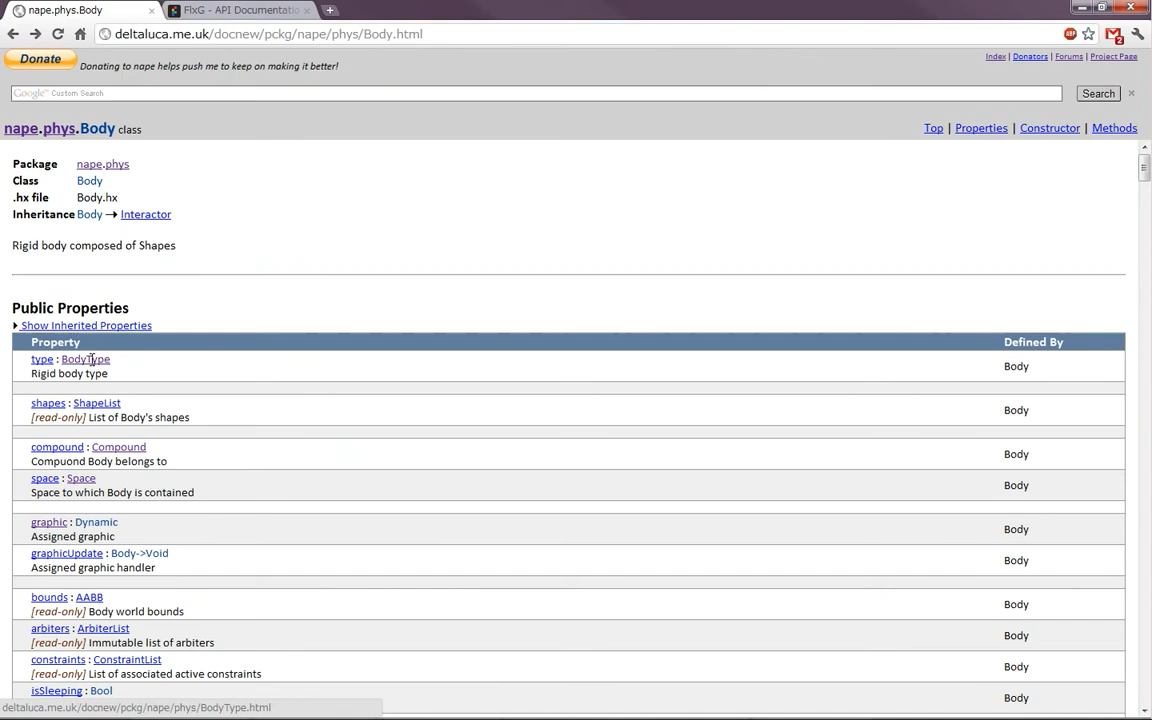 nape.phys.Body
FlxG - API Documentatio
deltaluca.me.uk/docnew/pckg/nape/phys/Body.html
ABP
2
Donate
Donating to nape helps push me to keep on making it better!
Index | Donators | Forums | Project Page
Google™ Custom Search
Search
nape.phys.Body class
Top | Properties | Constructor | Methods
Package nape.phys
Class Body
.hx file Body.hx
Inheritance Body → Interactor
Rigid body composed of Shapes
Public Properties
Show Inherited Properties
Property Defined By
type : BodyType
Rigid body type
Body
shapes : ShapeList
[read-only] List of Body's shapes
Body
compound : Compound
Compuond Body belongs to
Body
space : Space
Space to which Body is contained
Body
graphic : Dynamic
Assigned graphic
Body
graphicUpdate : Body->Void
Assigned graphic handler
Body
bounds : AABB
[read-only] Body world bounds
Body
arbiters : ArbiterList
[read-only] Immutable list of arbiters
Body
constraints : ConstraintList
[read-only] List of associated active constraints
Body
isSleeping : Bool
Body
deltaluca.me.uk/docnew/pckg/nape/phys/BodyType.html